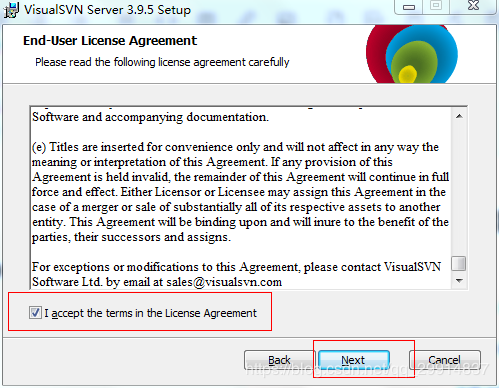 VisualSVN Server 3.9.5 Setup
End-User License Agreement
Please read the following license agreement carefully
Software and accompanying documentation.
(e) Titles are inserted for convenience only and will not affect in any way the
meaning or interpretation of this Agreement. If any provision of this
Agreement is held invalid, the remainder of this Agreement will continue in full
force and effect. Either Licensor or Licensee may assign this Agreement in the
case of a merger or sale of substantially all of its respective assets to another
entity. This Agreement will be binding upon and will inure to the benefit of the
parties, their successors and assigns.
For exceptions or modifications to this Agreement, please contact VisualSVN
Software Ltd. by email at sales@visualsvn.com
I accept the terms in the License Agreement
Back Next Cancel